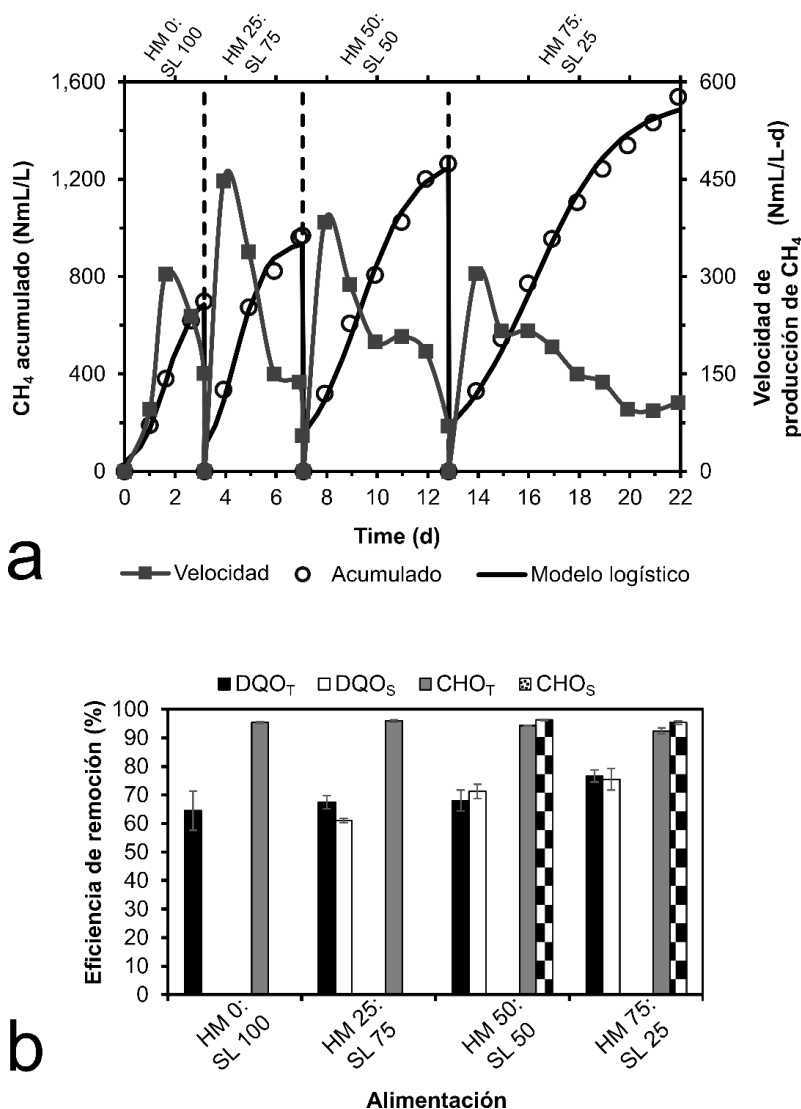 HM 0:
SL 100
HM 25:
SL 75
HM 50:
SL 50
HM 75:
SL 25
1,600
1,200
800
400
0
CH₄ acumulado (NmL/L)
600
450
300
150
0
Velocidad de
producción de CH₄ (NmL/L-d)
0 2 4 6 8 10 12 14 16 18 20 22
Time (d)
a
Velocidad Acumulado Modelo logístico
DQO_T DQO_S CHO_T CHO_S
100
90
80
70
60
50
40
30
20
10
0
Eficiencia de remoción (%)
HM 0:
SL 100
HM 25:
SL 75
HM 50:
SL 50
HM 75:
SL 25
b
Alimentación